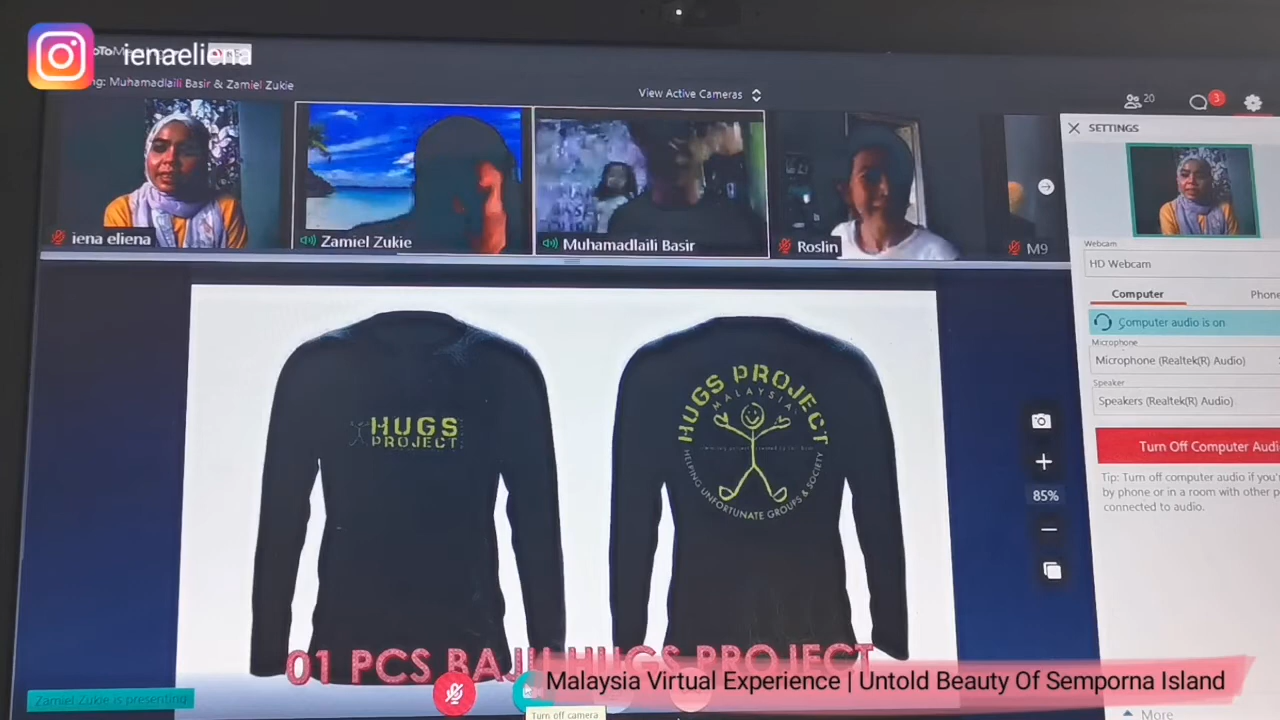 ienaeliena
Muhamadlaili Basir & Zamiel Zukie
View Active Cameras
20
3
SETTINGS
iena eliena
Zamiel Zukie
Muhamadlaili Basir
Roslin
M9
Webcam
HD Webcam
Computer
Phone
Computer audio is on
Microphone
Microphone (Realtek(R) Audio)
Speaker
Speakers (Realtek(R) Audio)
Turn Off Computer Audi
Tip: Turn off computer audio if you'
by phone or in a room with other p
connected to audio.
85%
HUGS
PROJECT
HUGS PROJECT
MALAYSIA
HELPING UNFORTUNATE GROUPS & SOCIETY
01 PCS BAJU HUGS PROJECT
Zamiel Zukie is presenting
Malaysia Virtual Experience | Untold Beauty Of Semporna Island
Turn off camera
More